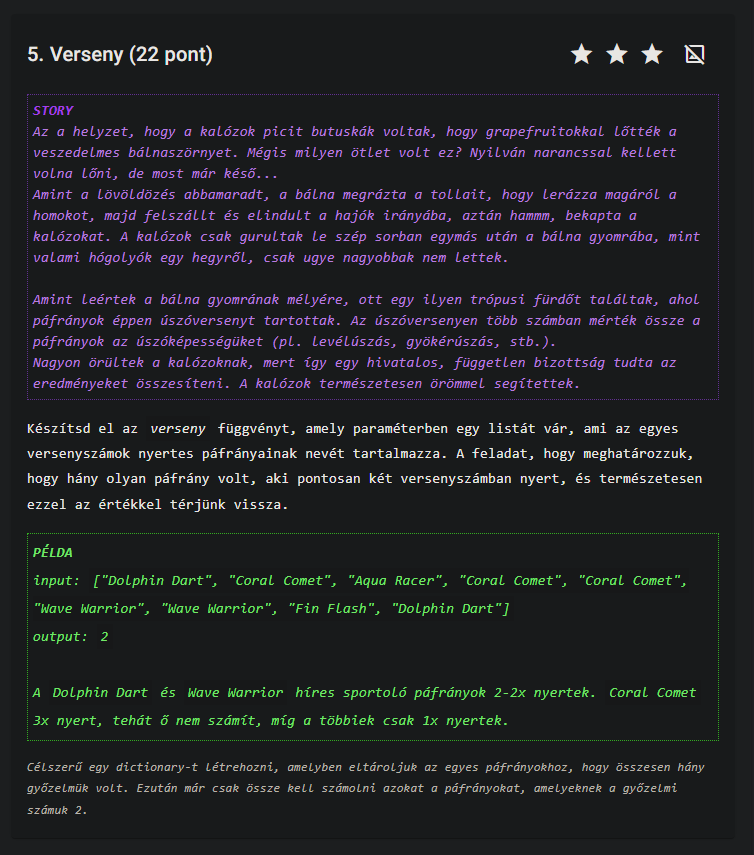 5. Verseny (22 pont)
STORY
Az a helyzet, hogy a kalózok picit butuskák voltak, hogy grapefruitokkal lőtték a
veszedelmes bálnaszörnyet. Mégis milyen ötlet volt ez? Nyilván naranccsal kellett
volna lőni, de most már késő...
Amint a lövöldözés abbamaradt, a bálna megrázta a tollait, hogy lerázza magáról a
homokot, majd felszállt és elindult a hajók irányába, aztán hammm, bekapta a
kalózokat. A kalózok csak gurultak le szép sorban egymás után a bálna gyomrába, mint
valami hógolyók egy hegyről, csak ugye nagyobbak nem lettek.
Amint leértek a bálna gyomrának mélyére, ott egy ilyen trópusi fürdőt találtak, ahol
páfrányok éppen úszóversenyt tartottak. Az úszóversenyen több számban mérték össze a
páfrányok az úszóképességüket (pl. levélúszás, gyökérúszás, stb.).
Nagyon örültek a kalózoknak, mert így egy hivatalos, független bizottság tudta az
eredményeket összesíteni. A kalózok természetesen örömmel segítettek.
Készítsd el az verseny függvényt, amely paraméterben egy listát vár, ami az egyes
versenyszámok nyertes páfrányainak nevét tartalmazza. A feladat, hogy meghatározzuk,
hogy hány olyan páfrány volt, aki pontosan két versenyszámban nyert, és természetesen
ezzel az értékkel térjünk vissza.
PÉLDA
input: ["Dolphin Dart", "Coral Comet", "Aqua Racer", "Coral Comet", "Coral Comet",
"Wave Warrior", "Wave Warrior", "Fin Flash", "Dolphin Dart"]
output: 2
A Dolphin Dart és Wave Warrior híres sportoló páfrányok 2-2x nyertek. Coral Comet
3x nyert, tehát ő nem számít, míg a többiek csak 1x nyertek.
Célszerű egy dictionary-t létrehozni, amelyben eltároljuk az egyes páfrányokhoz, hogy összesen hány
győzelmük volt. Ezután már csak össze kell számolni azokat a páfrányokat, amelyeknek a győzelmi
számuk 2.